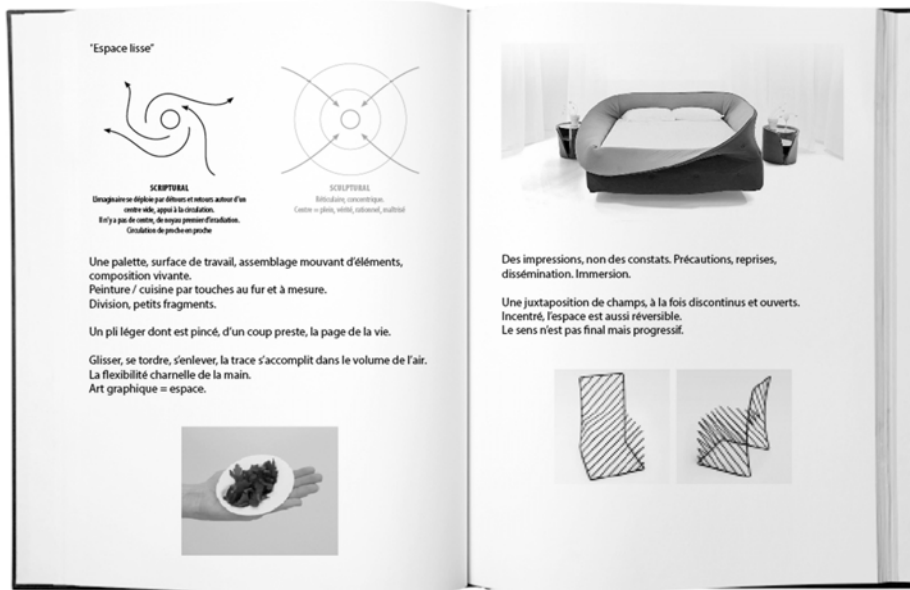 "Espace lisse"
SCRIPTURAL
L'imaginaire se déploie par détours et retours autour d'un
centre vide, appui à la circulation.
Il n'y a pas de centre, de noyau premier d'irradiation.
Circulation de proche en proche
SCULPTURAL
Réticulaire, concentrique.
Centre = plein, vérité, rationnel, maîtrisé
Une palette, surface de travail, assemblage mouvant d'éléments,
composition vivante.
Peinture / cuisine par touches au fur et à mesure.
Division, petits fragments.
Un pli léger dont est pincé, d'un coup preste, la page de la vie.
Glisser, se tordre, s'enlever, la trace s'accomplit dans le volume de l'air.
La flexibilité charnelle de la main.
Art graphique = espace.
Des impressions, non des constats. Précautions, reprises,
dissémination. Immersion.
Une juxtaposition de champs, à la fois discontinus et ouverts.
Incentré, l'espace est aussi réversible.
Le sens n'est pas final mais progressif.